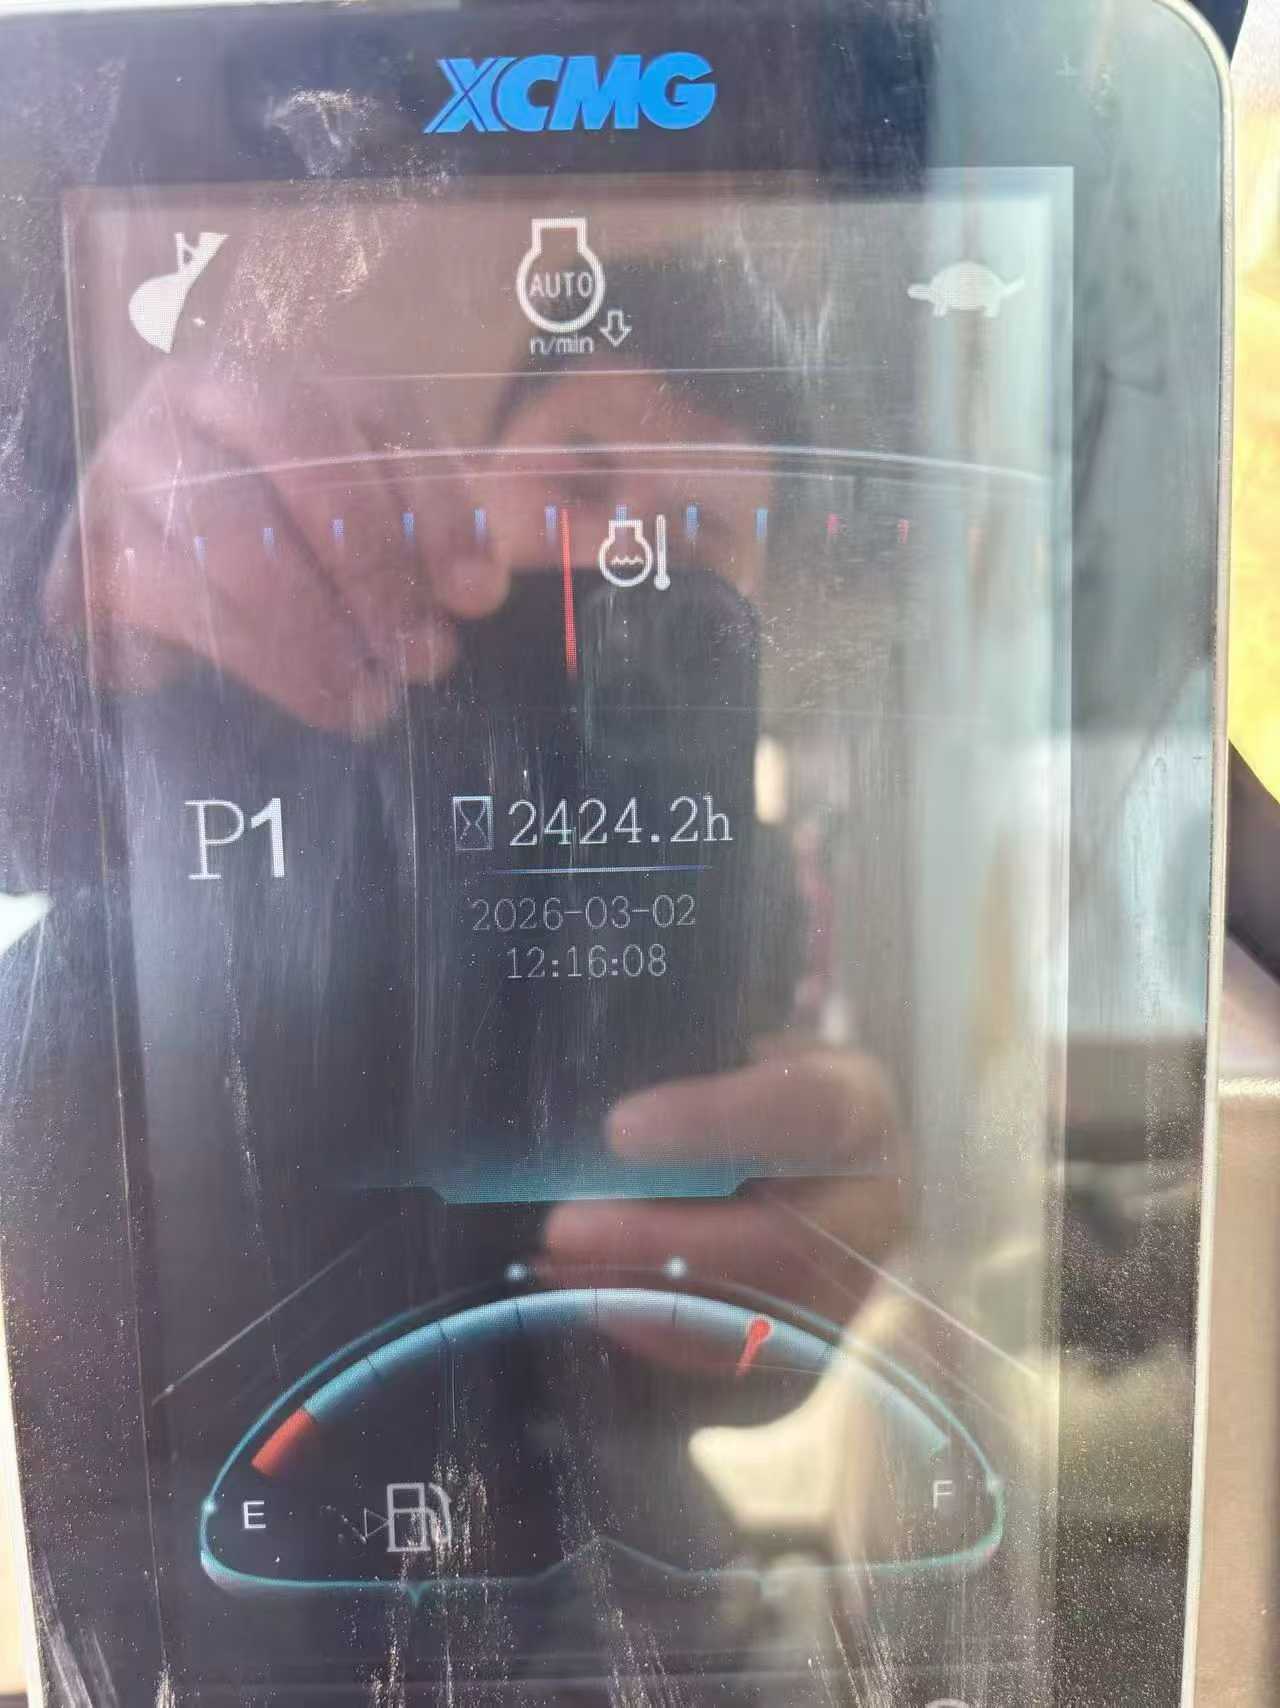 XCMG
AUTO
n/min
P1
2424.2h
2026-03-02
12:16:08
E
F